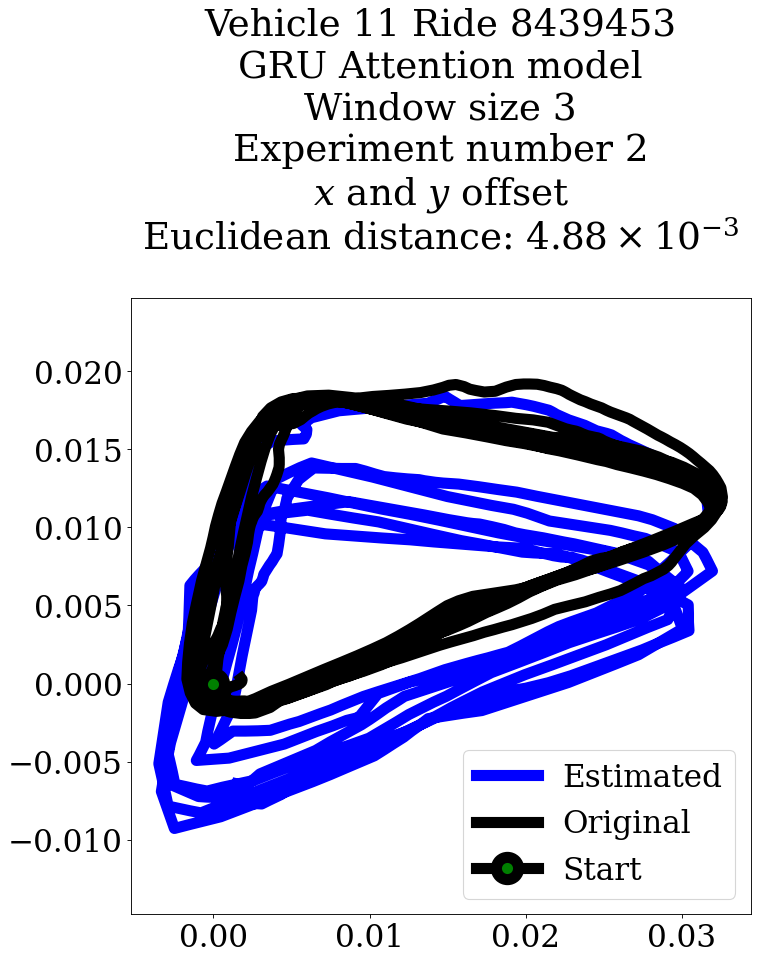 Vehicle 11 Ride 8439453
GRU Attention model
Window size 3
Experiment number 2
x and y offset
Euclidean distance: 4.88 × 10⁻³
0.020
0.015
0.010
0.005
0.000
−0.005
−0.010
Estimated
Original
Start
0.00 0.01 0.02 0.03